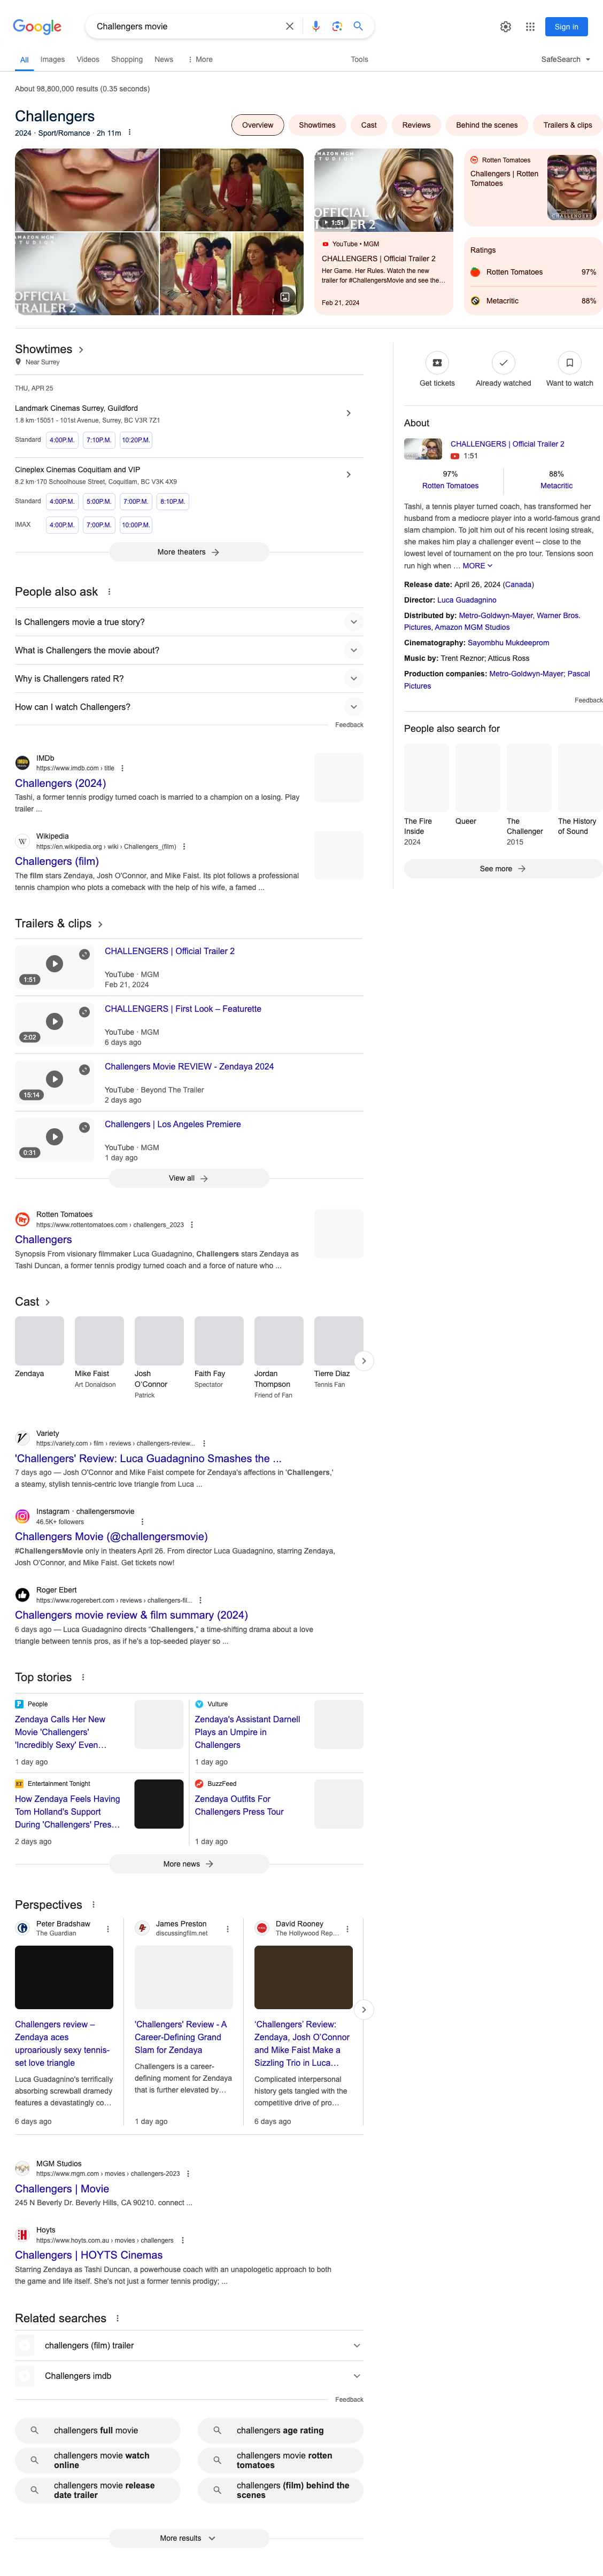 Google
Challengers movie
Sign in
All
Images
Videos
Shopping
News
More
Tools
SafeSearch
About 98,800,000 results (0.35 seconds)
Challengers
2024 · Sport/Romance · 2h 11m
Overview
Showtimes
Cast
Reviews
Behind the scenes
Trailers & clips
AMAZON MGM
STUDIOS
OFFICIAL
TRAILER 2
1:51
YouTube • MGM
CHALLENGERS | Official Trailer 2
Her Game. Her Rules. Watch the new
trailer for #ChallengersMovie and see the…
Feb 21, 2024
Rotten Tomatoes
Challengers | Rotten
Tomatoes
CHALLENGERS
Ratings
Rotten Tomatoes
97%
Metacritic
88%
Showtimes
Near Surrey
THU, APR 25
Landmark Cinemas Surrey, Guildford
1.8 km·15051 - 101st Avenue, Surrey, BC V3R 7Z1
Standard
4:00P.M.
7:10P.M.
10:20P.M.
Cineplex Cinemas Coquitlam and VIP
8.2 km·170 Schoolhouse Street, Coquitlam, BC V3K 4X9
Standard
4:00P.M.
5:00P.M.
7:00P.M.
8:10P.M.
IMAX
4:00P.M.
7:00P.M.
10:00P.M.
More theaters
Get tickets
Already watched
Want to watch
About
CHALLENGERS | Official Trailer 2
1:51
97%
Rotten Tomatoes
88%
Metacritic
Tashi, a tennis player turned coach, has transformed her
husband from a mediocre player into a world-famous grand
slam champion. To jolt him out of his recent losing streak,
she makes him play a challenger event -- close to the
lowest level of tournament on the pro tour. Tensions soon
run high when … MORE
Release date: April 26, 2024 (Canada)
Director: Luca Guadagnino
Distributed by: Metro-Goldwyn-Mayer, Warner Bros.
Pictures, Amazon MGM Studios
Cinematography: Sayombhu Mukdeeprom
Music by: Trent Reznor; Atticus Ross
Production companies: Metro-Goldwyn-Mayer; Pascal
Pictures
Feedback
People also search for
The Fire
Inside
2024
Queer
The
Challenger
2015
The History
of Sound
See more
People also ask
Is Challengers movie a true story?
What is Challengers the movie about?
Why is Challengers rated R?
How can I watch Challengers?
Feedback
IMDb
https://www.imdb.com › title
Challengers (2024)
Tashi, a former tennis prodigy turned coach is married to a champion on a losing. Play
trailer ...
W
Wikipedia
https://en.wikipedia.org › wiki › Challengers_(film)
Challengers (film)
The film stars Zendaya, Josh O'Connor, and Mike Faist. Its plot follows a professional
tennis champion who plots a comeback with the help of his wife, a famed ...
Trailers & clips
1:51
CHALLENGERS | Official Trailer 2
YouTube · MGM
Feb 21, 2024
2:02
CHALLENGERS | First Look – Featurette
YouTube · MGM
6 days ago
15:14
Challengers Movie REVIEW - Zendaya 2024
YouTube · Beyond The Trailer
2 days ago
0:31
Challengers | Los Angeles Premiere
YouTube · MGM
1 day ago
View all
Rotten Tomatoes
https://www.rottentomatoes.com › challengers_2023
Challengers
Synopsis From visionary filmmaker Luca Guadagnino, Challengers stars Zendaya as
Tashi Duncan, a former tennis prodigy turned coach and a force of nature who ...
Cast
Zendaya
Mike Faist
Art Donaldson
Josh
O'Connor
Patrick
Faith Fay
Spectator
Jordan
Thompson
Friend of Fan
Tierre Diaz
Tennis Fan
V
Variety
https://variety.com › film › reviews › challengers-review...
'Challengers' Review: Luca Guadagnino Smashes the ...
7 days ago — Josh O'Connor and Mike Faist compete for Zendaya's affections in 'Challengers,'
a steamy, stylish tennis-centric love triangle from Luca ...
Instagram · challengersmovie
46.5K+ followers
Challengers Movie (@challengersmovie)
#ChallengersMovie only in theaters April 26. From director Luca Guadagnino, starring Zendaya,
Josh O'Connor, and Mike Faist. Get tickets now!
Roger Ebert
https://www.rogerebert.com › reviews › challengers-fil...
Challengers movie review & film summary (2024)
6 days ago — Luca Guadagnino directs “Challengers,” a time-shifting drama about a love
triangle between tennis pros, as if he's a top-seeded player so ...
Top stories
People
Zendaya Calls Her New
Movie 'Challengers'
'Incredibly Sexy' Even…
1 day ago
Vulture
Zendaya's Assistant Darnell
Plays an Umpire in
Challengers
1 day ago
ET
Entertainment Tonight
How Zendaya Feels Having
Tom Holland's Support
During 'Challengers' Pres…
2 days ago
BuzzFeed
Zendaya Outfits For
Challengers Press Tour
1 day ago
More news
Perspectives
Peter Bradshaw
The Guardian
Challengers review –
Zendaya aces
uproariously sexy tennis-
set love triangle
Luca Guadagnino's terrifically
absorbing screwball dramedy
features a devastatingly co…
6 days ago
James Preston
discussingfilm.net
'Challengers' Review - A
Career-Defining Grand
Slam for Zendaya
Challengers is a career-
defining moment for Zendaya
that is further elevated by…
1 day ago
David Rooney
The Hollywood Rep…
'Challengers' Review:
Zendaya, Josh O'Connor
and Mike Faist Make a
Sizzling Trio in Luca…
Complicated interpersonal
history gets tangled with the
competitive drive of pro…
6 days ago
MGM Studios
https://www.mgm.com › movies › challengers-2023
Challengers | Movie
245 N Beverly Dr. Beverly Hills, CA 90210. connect ...
H
Hoyts
https://www.hoyts.com.au › movies › challengers
Challengers | HOYTS Cinemas
Starring Zendaya as Tashi Duncan, a powerhouse coach with an unapologetic approach to both
the game and life itself. She's not just a former tennis prodigy; ...
Related searches
challengers (film) trailer
Challengers imdb
Feedback
challengers full movie
challengers age rating
challengers movie watch
online
challengers movie rotten
tomatoes
challengers movie release
date trailer
challengers (film) behind the
scenes
More results